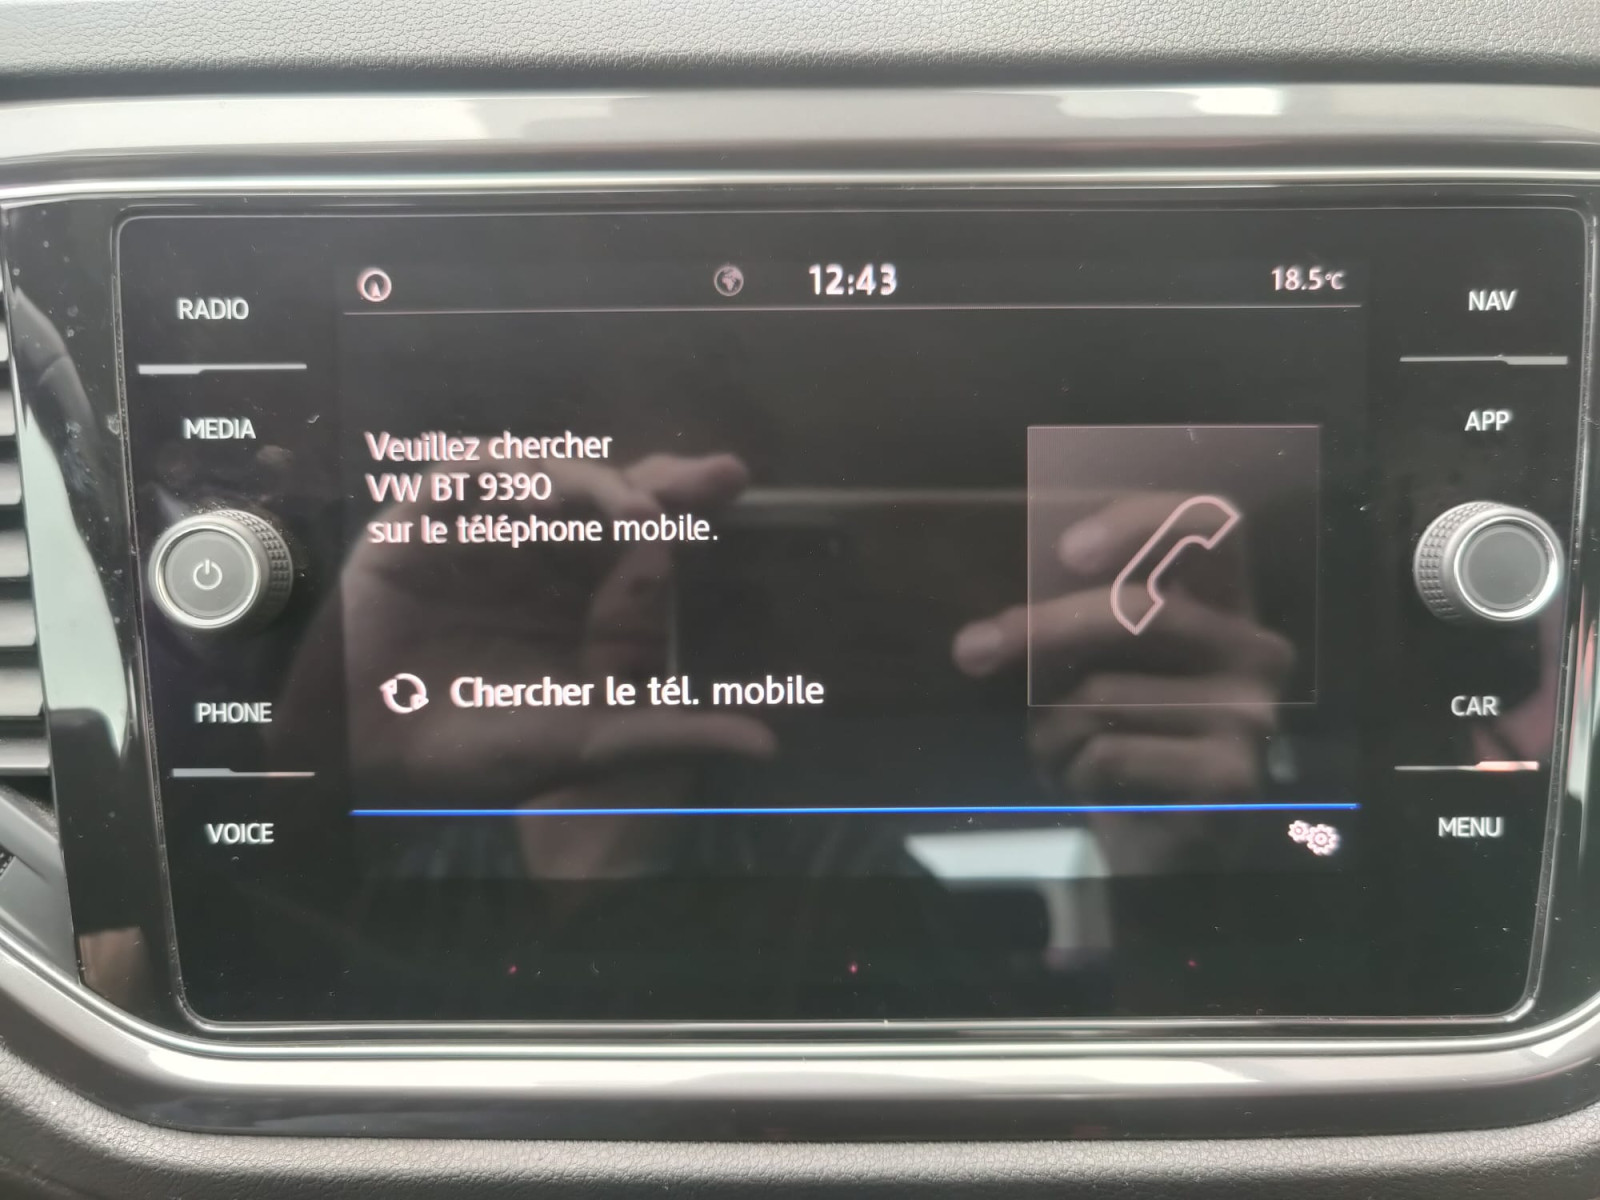 12:43
18.5°C
RADIO
MEDIA
PHONE
VOICE
Veuillez chercher
VW BT 9390
sur le téléphone mobile.
Chercher le tél. mobile
NAV
APP
CAR
MENU